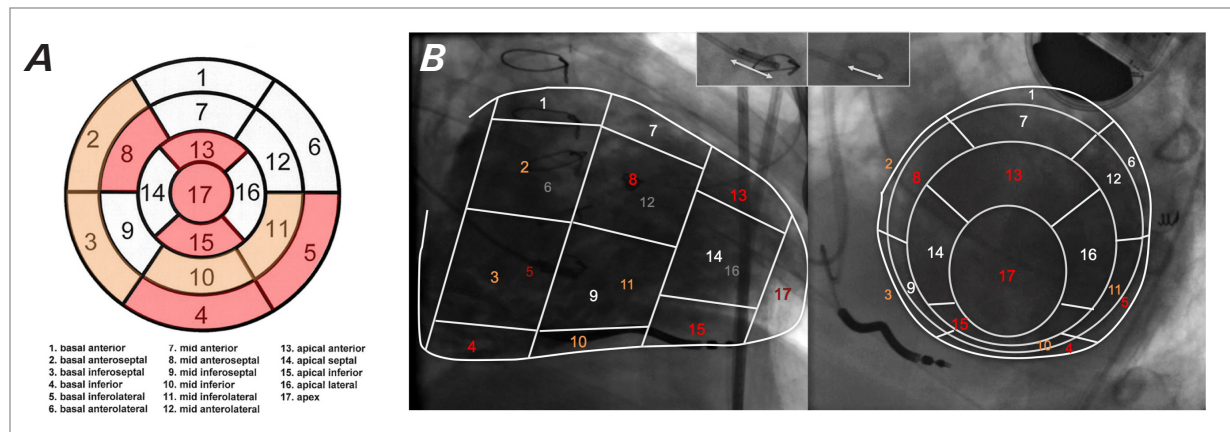 A
1
7
2
6
8
13
12
14
17
16
9
15
11
3
10
5
4
1. basal anterior
2. basal anteroseptal
3. basal inferoseptal
4. basal inferior
5. basal inferolateral
6. basal anterolateral
7. mid anterior
8. mid anteroseptal
9. mid inferoseptal
10. mid inferior
11. mid inferolateral
12. mid anterolateral
13. apical anterior
14. apical septal
15. apical inferior
16. apical lateral
17. apex
B
1
7
2
6
8
12
13
14
16
3
5
9
11
17
4
10
15
1
7
2
6
8
13
12
14
16
17
3
9
11
5
15
10
4